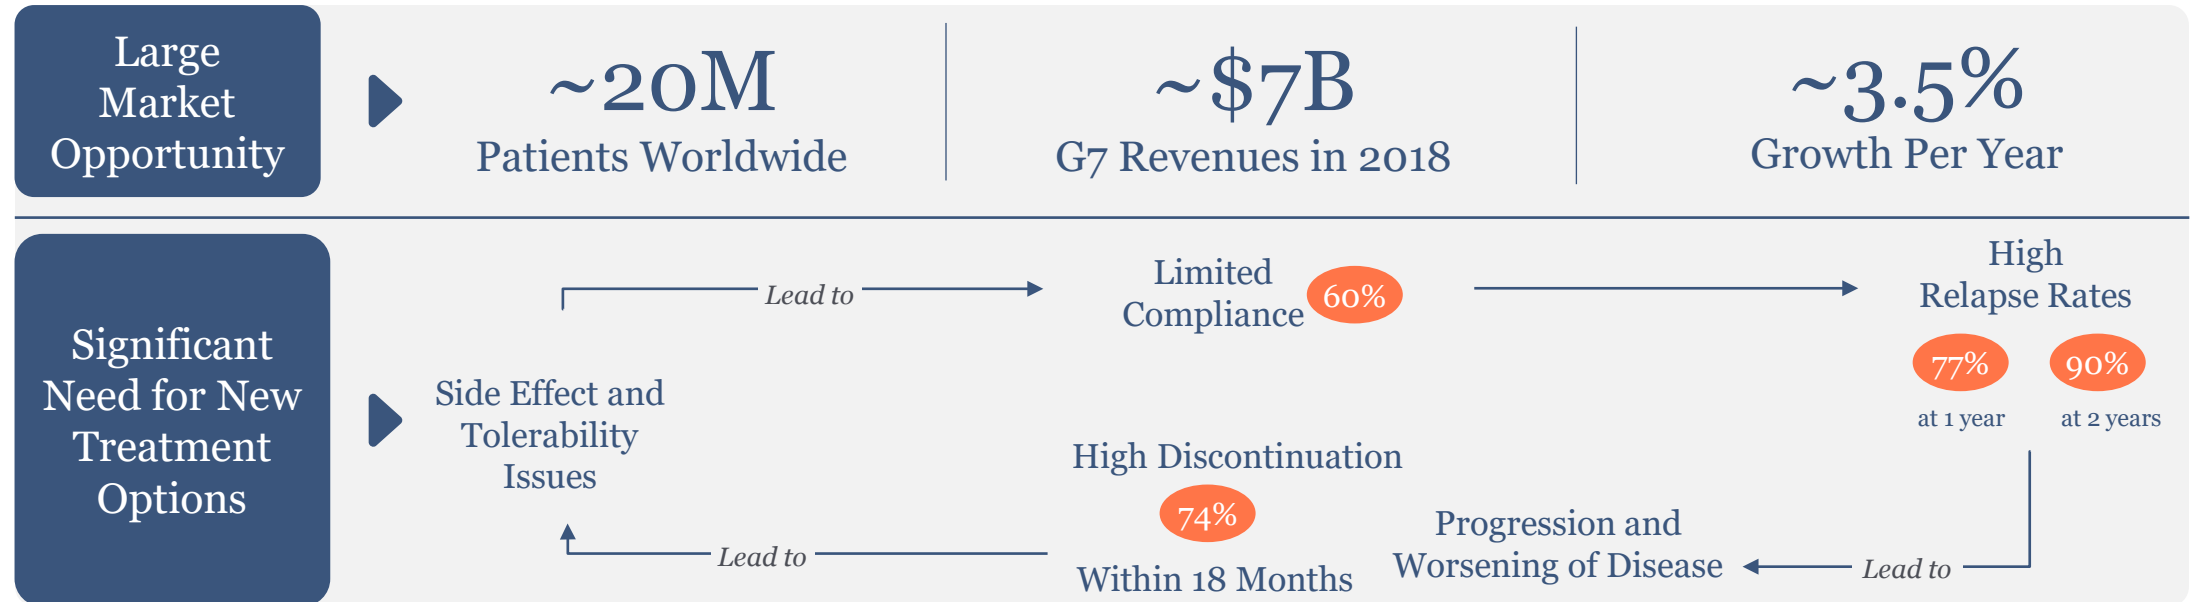 Large
Market
Opportunity
~20M
Patients Worldwide
~$7B
G7 Revenues in 2018
~3.5%
Growth Per Year
Significant
Need for New
Treatment
Options
Side Effect and
Tolerability
Issues
Lead to
Limited
Compliance
60%
High
Relapse Rates
77%
90%
at 1 year
at 2 years
Lead to
Progression and
Worsening of Disease
High Discontinuation
74%
Within 18 Months
Lead to